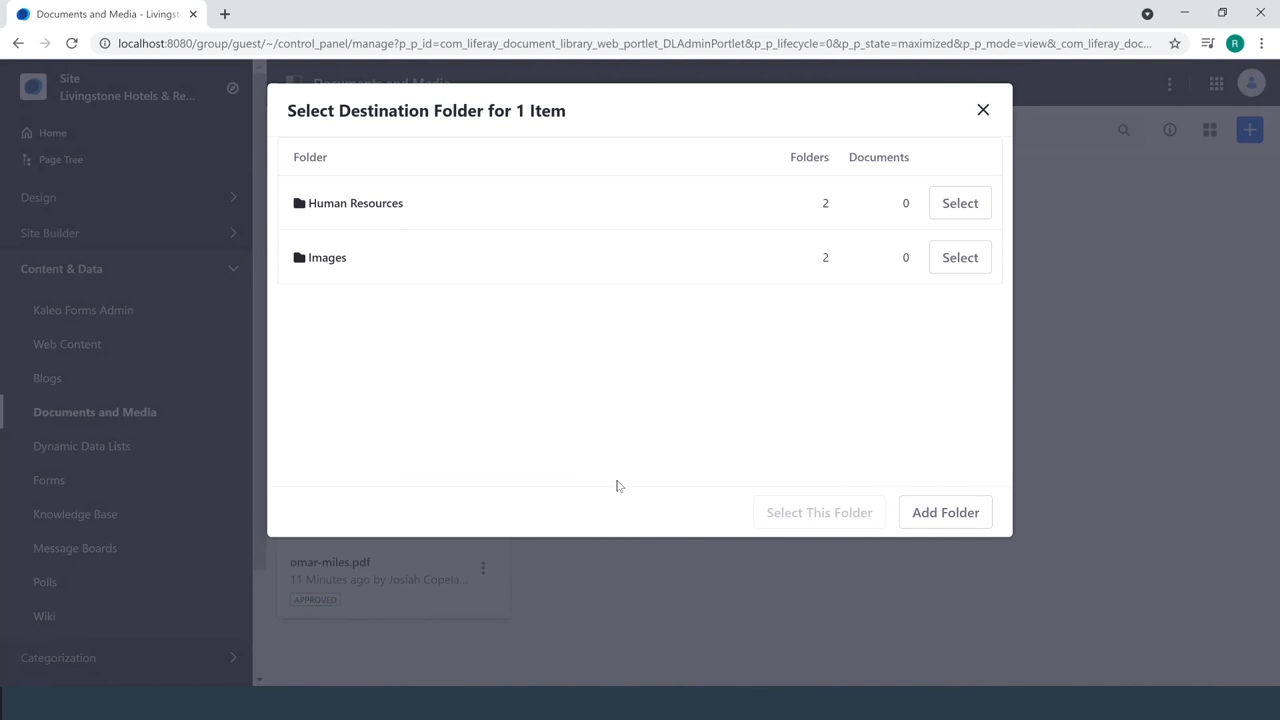 Documents and Media - Livings
localhost:8080/group/guest/~/control_panel/manage?p_p_id=com_liferay_document_library_web_portlet_DLAdminPortlet&p_p_lifecycle=0&p_p_state=maximized&p_p_mode=view&_com_liferay_doc...
R
Site
Livingstone Hotels & Re...
Documents and Media
Home
Page Tree
Design
Site Builder
Content & Data
Kaleo Forms Admin
Web Content
Blogs
Documents and Media
Dynamic Data Lists
Forms
Knowledge Base
Message Boards
Polls
Wiki
Categorization
Select Destination Folder for 1 Item
Folder Folders Documents
Human Resources 2 0 Select
Images 2 0 Select
Select This Folder Add Folder
omar-miles.pdf
11 Minutes ago by Josiah Copela...
APPROVED